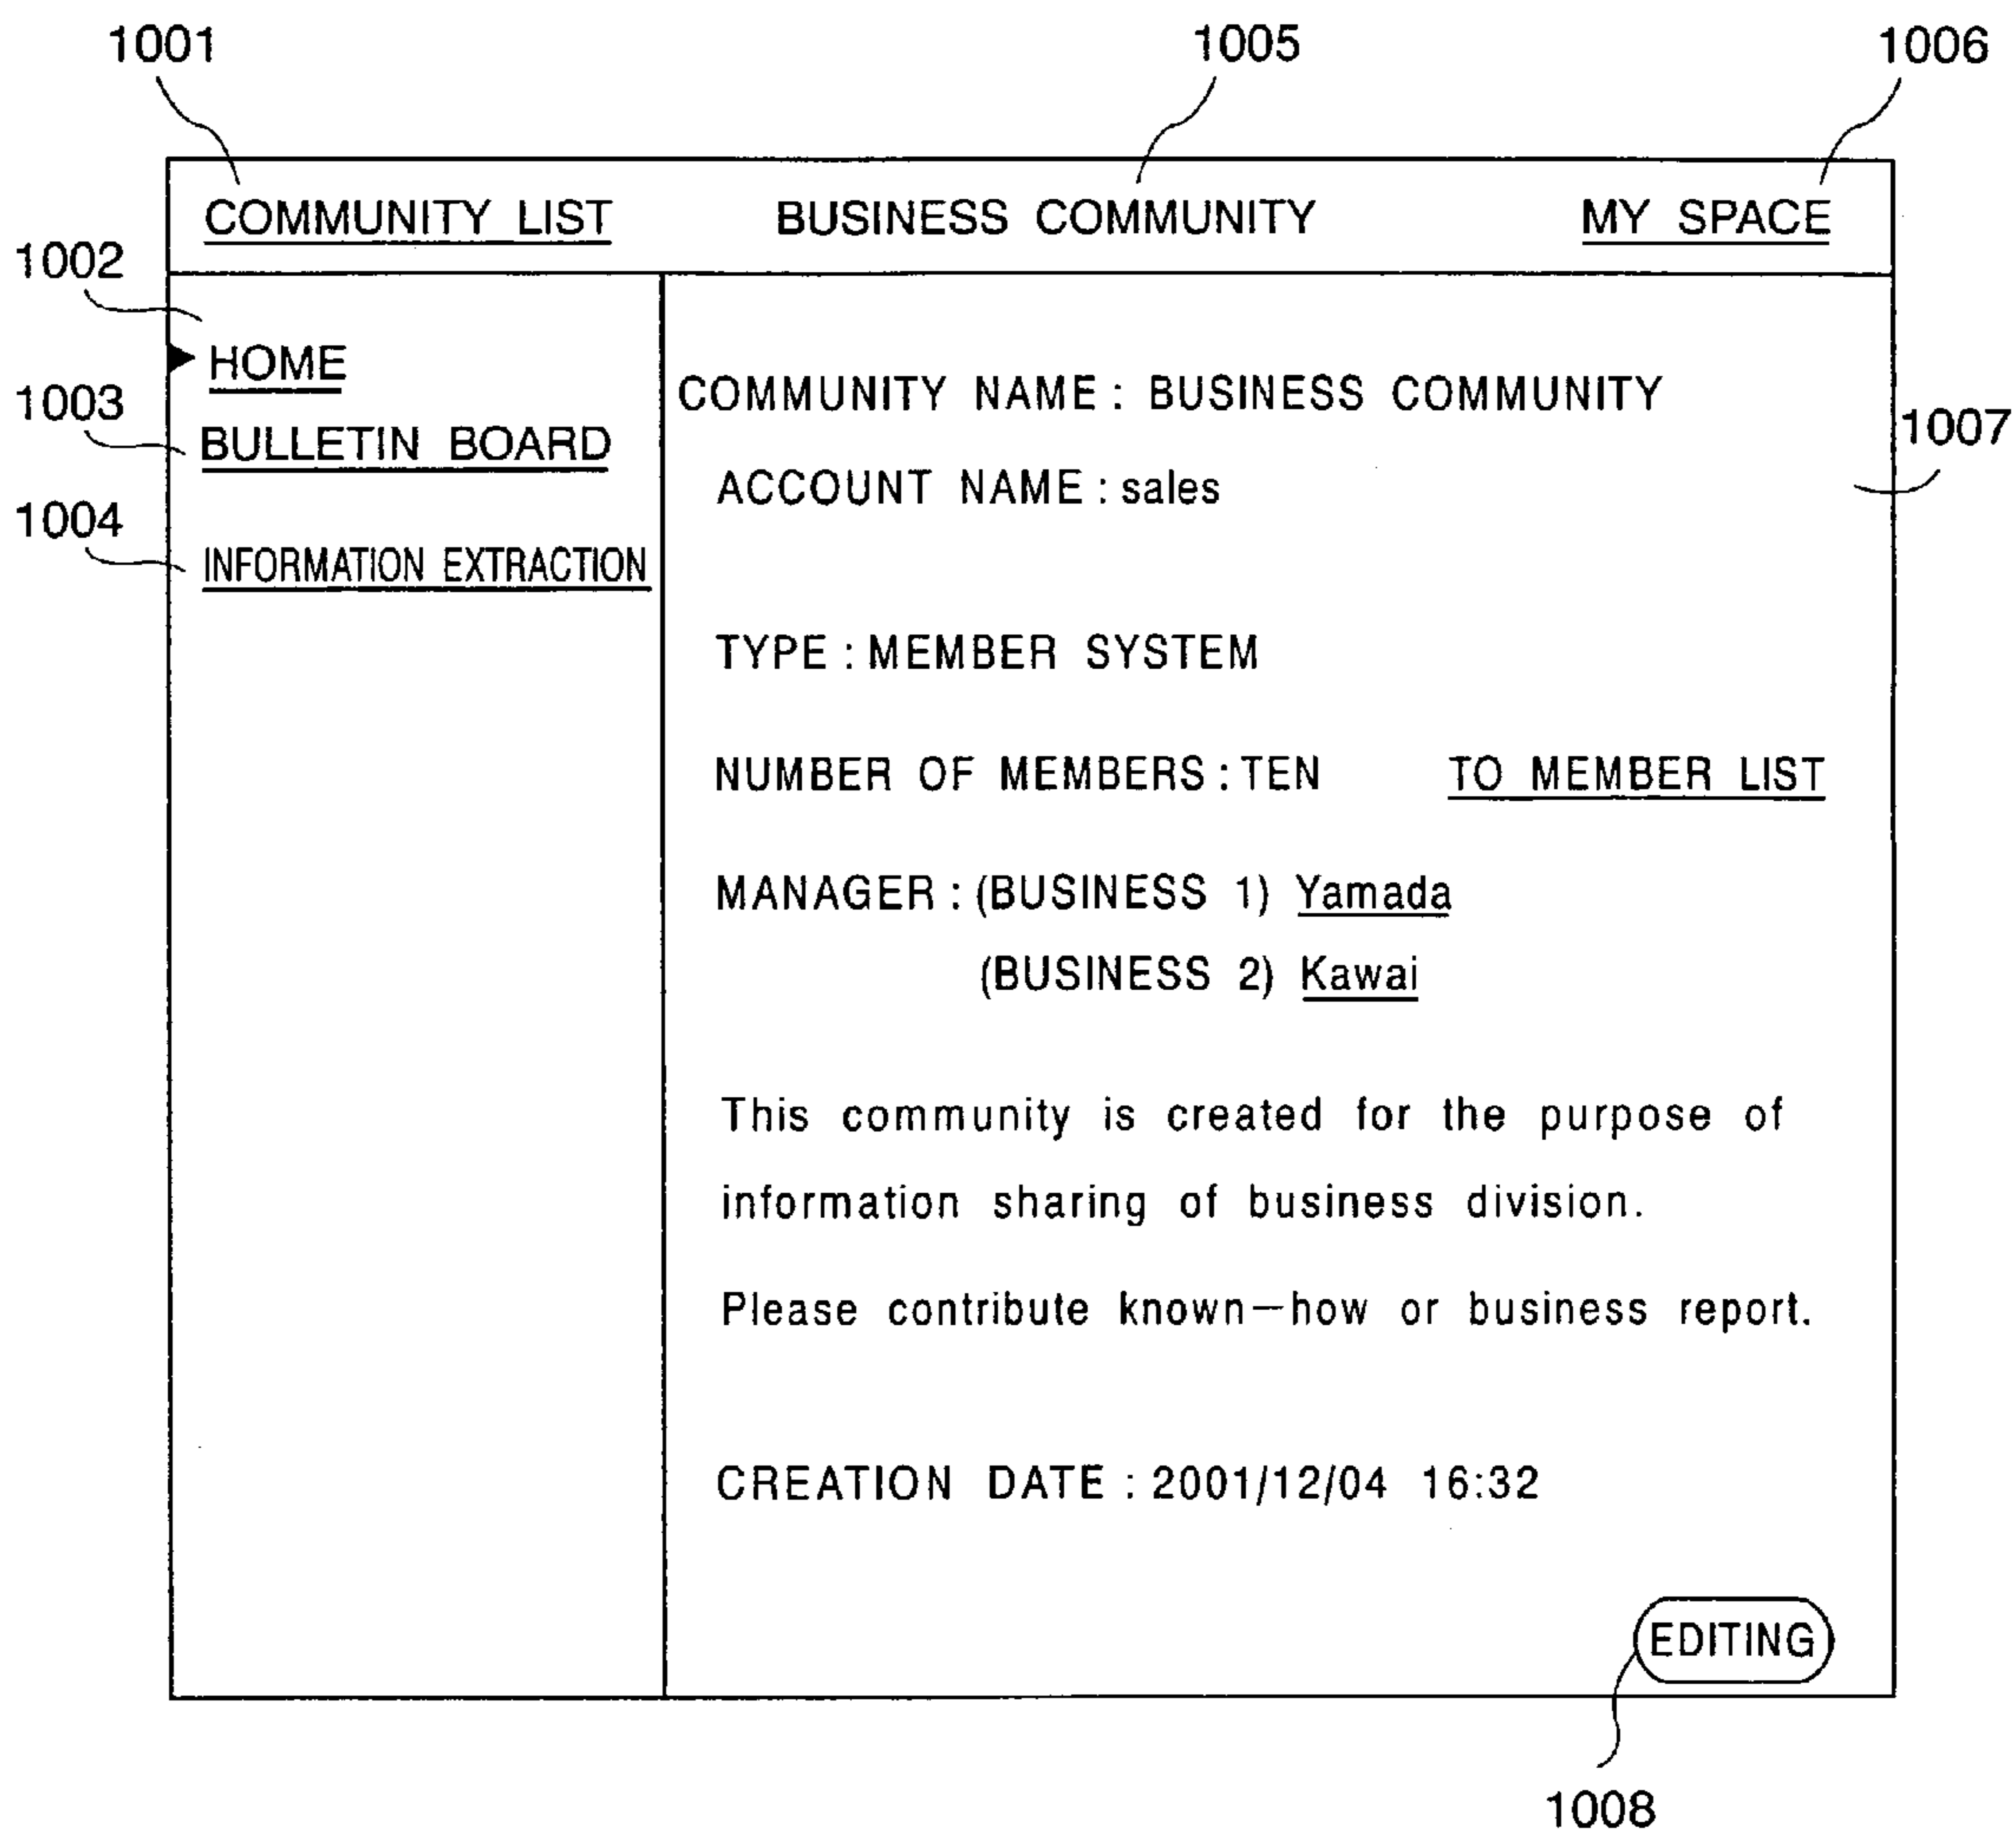 1001 1005 1006
COMMUNITY LIST BUSINESS COMMUNITY MY SPACE
1002
HOME
1003
BULLETIN BOARD
1004
INFORMATION EXTRACTION
COMMUNITY NAME : BUSINESS COMMUNITY
1007
ACCOUNT NAME : sales
TYPE : MEMBER SYSTEM
NUMBER OF MEMBERS : TEN TO MEMBER LIST
MANAGER : (BUSINESS 1) Yamada
(BUSINESS 2) Kawai
This community is created for the purpose of
information sharing of business division.
Please contribute known—how or business report.
CREATION DATE : 2001/12/04 16:32
EDITING
1008